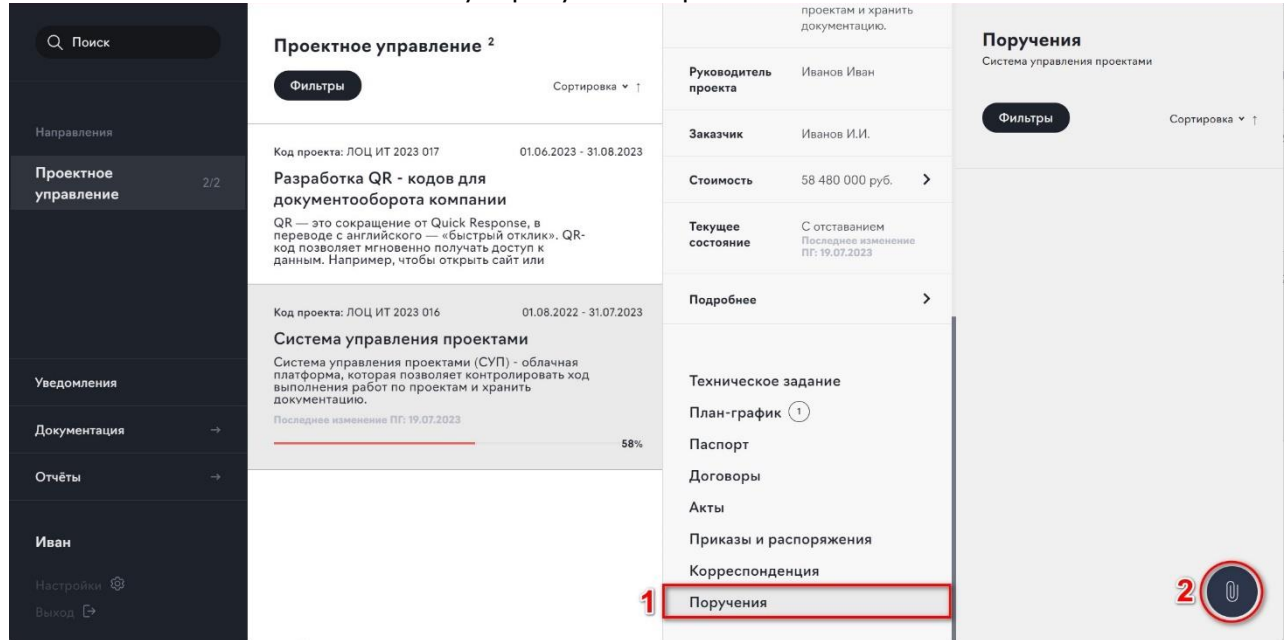 Поиск
Направления
Проектное
управление
2/2
Уведомления
Документация →
Отчёты →
Иван
Настройки
Выход
Проектное управление 2
Фильтры
Сортировка ↑
Код проекта: ЛОЦ ИТ 2023 017 01.06.2023 - 31.08.2023
Разработка QR - кодов для
документооборота компании
QR — это сокращение от Quick Response, в
переводе с английского — «быстрый отклик». QR-
код позволяет мгновенно получать доступ к
данным. Например, чтобы открыть сайт или
Код проекта: ЛОЦ ИТ 2023 016 01.08.2022 - 31.07.2023
Система управления проектами
Система управления проектами (СУП) - облачная
платформа, которая позволяет контролировать ход
выполнения работ по проектам и хранить
документацию.
Последнее изменение ПГ: 19.07.2023
58%
проектам и хранить
документацию.
Руководитель Иванов Иван
проекта
Заказчик Иванов И.И.
Стоимость 58 480 000 руб.
Текущее С отставанием
состояние Последнее изменение
ПГ: 19.07.2023
Подробнее
Техническое задание
План-график 1
Паспорт
Договоры
Акты
Приказы и распоряжения
Корреспонденция
1 Поручения
Поручения
Система управления проектами
Фильтры
Сортировка ↑
2